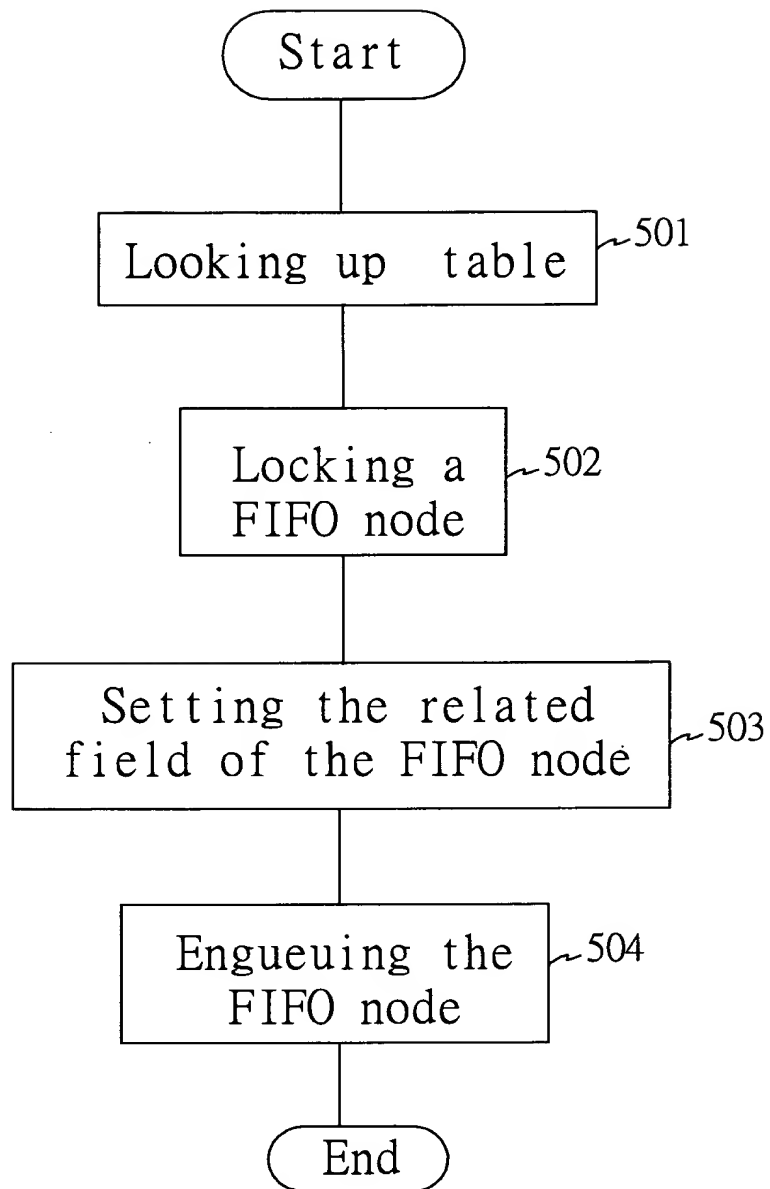 Start
Looking up table
501
Locking a
FIFO node
502
Setting the related
field of the FIFO node
503
Engueuing the
FIFO node
504
End